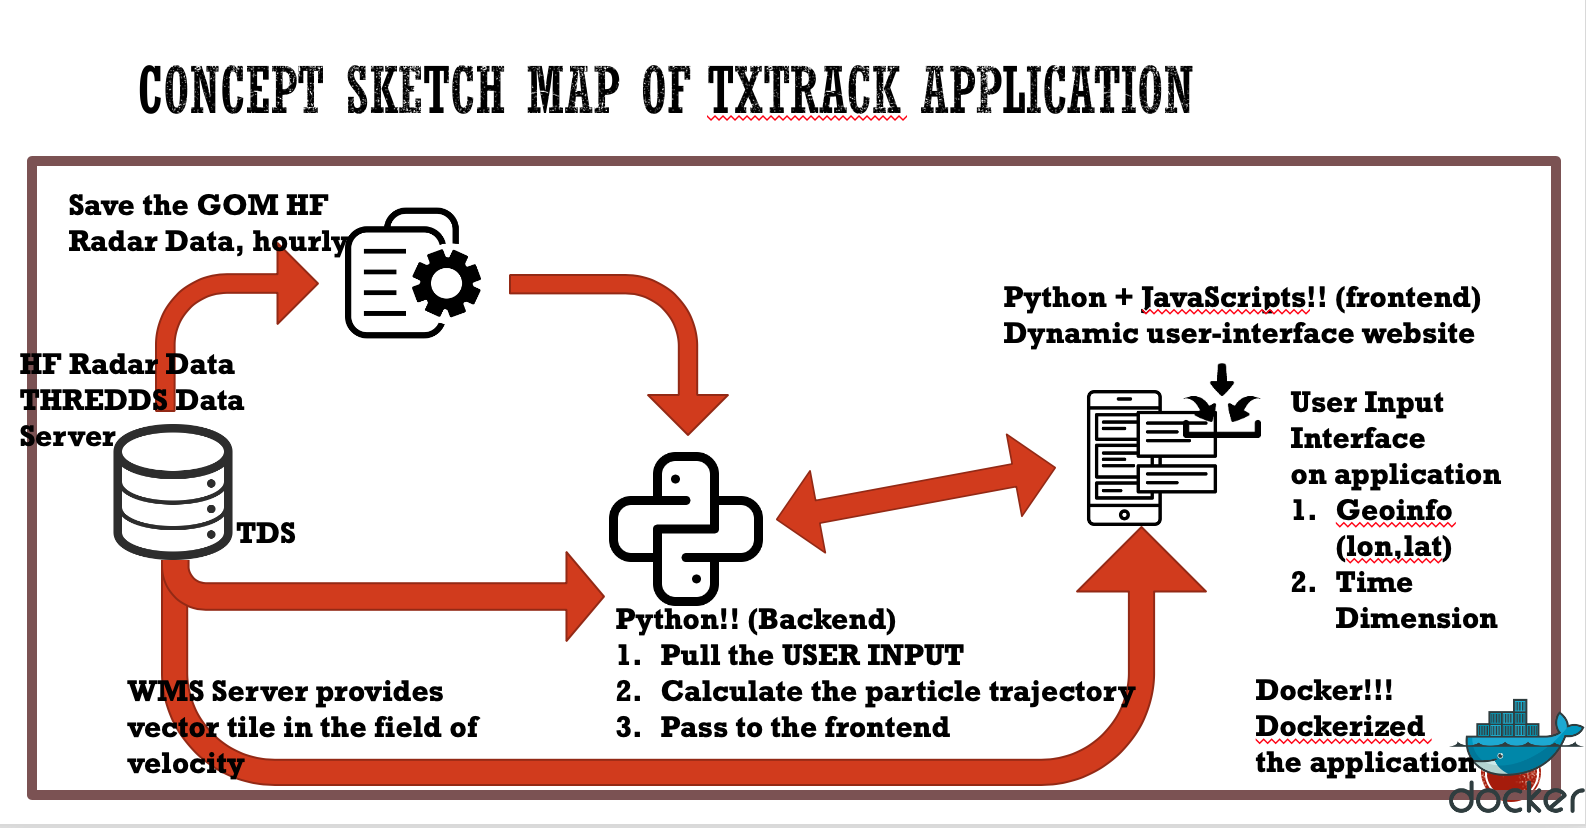 CONCEPT SKETCH MAP OF TXTRACK APPLICATION
Save the GOM HF
Radar Data, hourly
HF Radar Data
THREDDS Data
Server
TDS
WMS Server provides
vector tile in the field of
velocity
Python!! (Backend)
1. Pull the USER INPUT
2. Calculate the particle trajectory
3. Pass to the frontend
Python + JavaScripts!! (frontend)
Dynamic user-interface website
User Input
Interface
on application
1. Geoinfo
(lon,lat)
2. Time
Dimension
Docker!!!
Dockerized
the application
docker